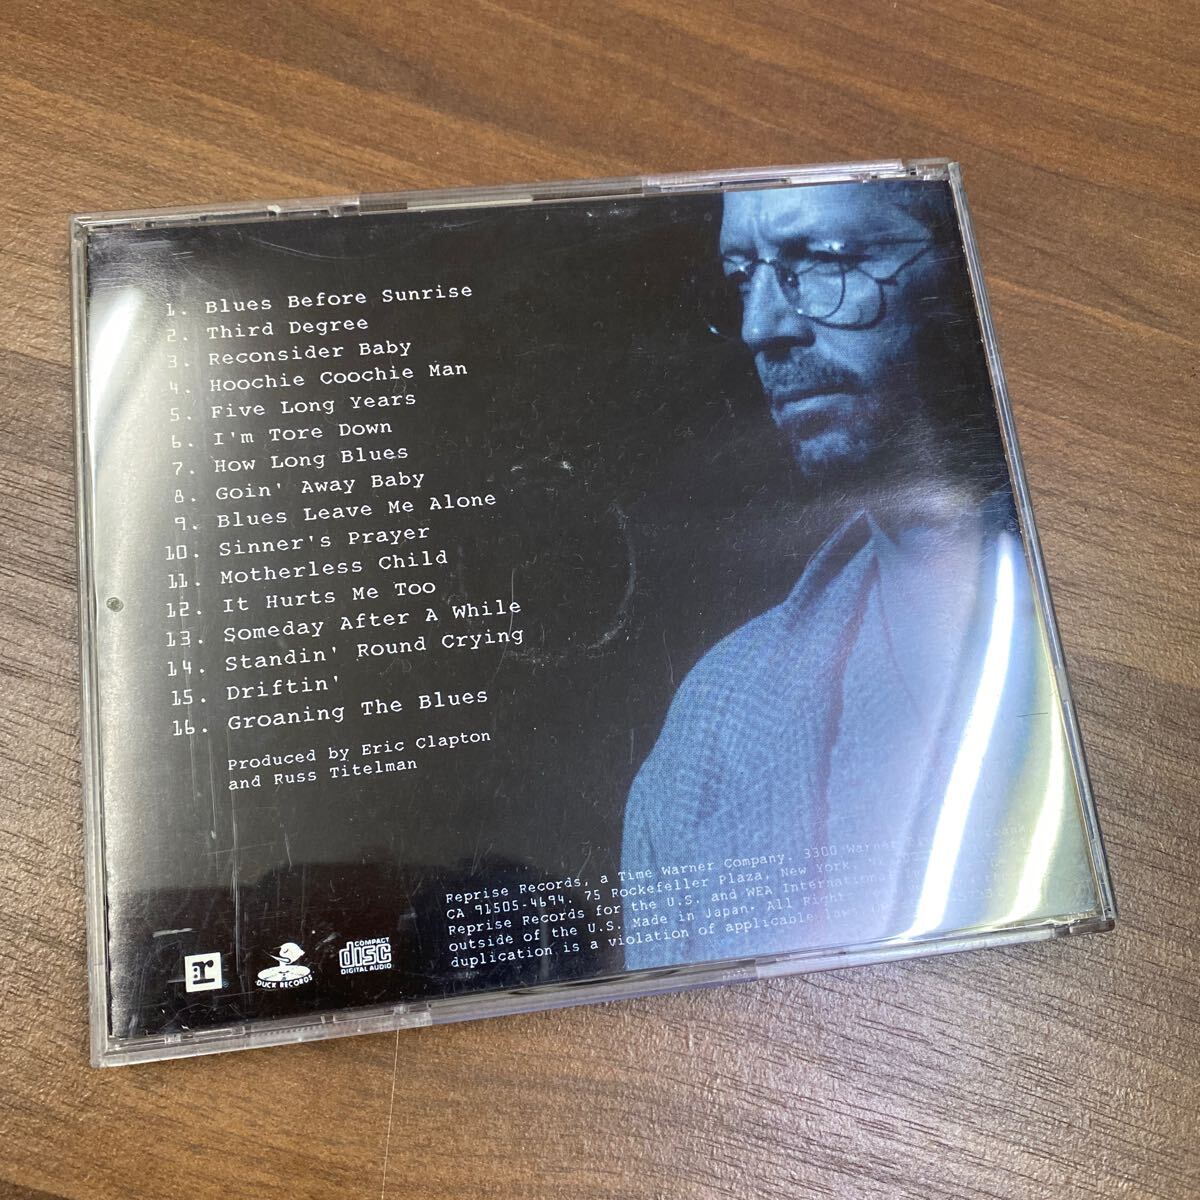 1. Blues Before Sunrise
2. Third Degree
3. Reconsider Baby
4. Hoochie Coochie Man
5. Five Long Years
6. I'm Tore Down
7. How Long Blues
8. Goin' Away Baby
9. Blues Leave Me Alone
10. Sinner's Prayer
11. Motherless Child
12. It Hurts Me Too
13. Someday After A While
14. Standin' Round Crying
15. Driftin'
16. Groaning The Blues
Produced by Eric Clapton
and Russ Titelman
Reprise Records, a Time Warner Company. 3300 Warner
CA 91505-4694. 75 Rockefeller Plaza, New York,
Reprise Records for the U.S. and WEA International
outside of the U.S. Made in Japan. All
duplication is a violation of applicable
r
DUCK RECORDS
COMPACT
disc
DIGITAL AUDIO